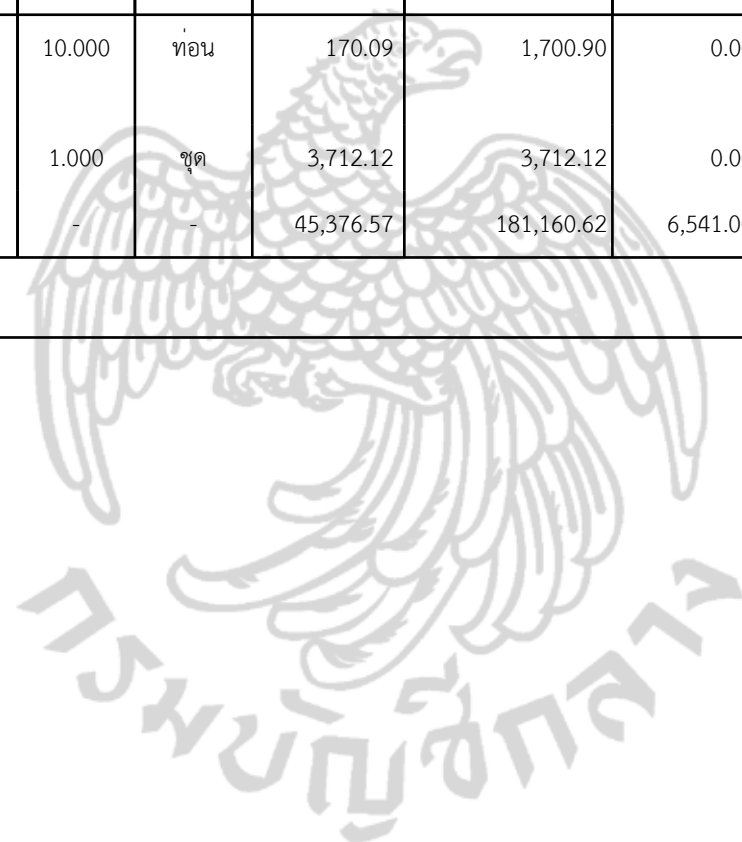 10.000 ท่อน 170.09 1,700.90 0.0
1.000 ชุด 3,712.12 3,712.12 0.0
- - 45,376.57 181,160.62 6,541.0
กรมบัญชีกลาง